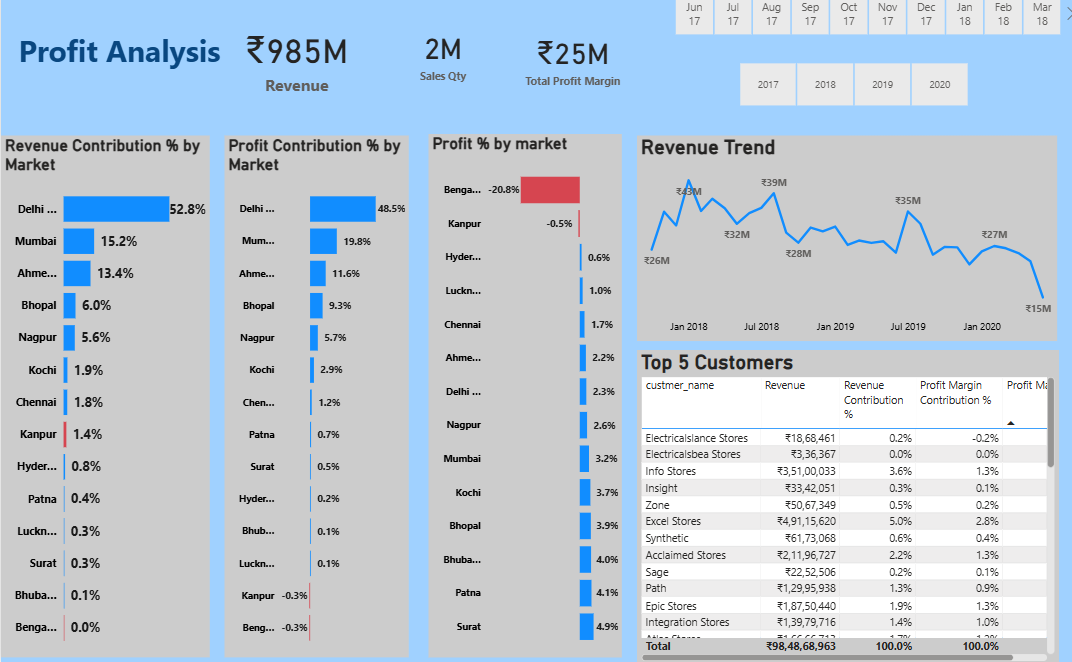 Jun 17
Jul 17
Aug 17
Sep 17
Oct 17
Nov 17
Dec 17
Jan 18
Feb 18
Mar 18
Profit Analysis
₹985M
Revenue
2M
Sales Qty
₹25M
Total Profit Margin
2017
2018
2019
2020
Revenue Contribution % by
Market
Delhi ... 52.8%
Mumbai 15.2%
Ahme... 13.4%
Bhopal 6.0%
Nagpur 5.6%
Kochi 1.9%
Chennai 1.8%
Kanpur 1.4%
Hyder... 0.8%
Patna 0.4%
Luckn... 0.3%
Surat 0.3%
Bhuba... 0.1%
Benga... 0.0%
Profit Contribution % by
Market
Delhi ... 48.5%
Mum... 19.8%
Ahme... 11.6%
Bhopal 9.3%
Nagpur 5.7%
Kochi 2.9%
Chen... 1.2%
Patna 0.7%
Surat 0.5%
Hyder... 0.2%
Bhub... 0.1%
Luckn... 0.1%
Kanpur -0.3%
Beng... -0.3%
Profit % by market
Benga... -20.8%
Kanpur -0.5%
Hyder... 0.6%
Luckn... 1.0%
Chennai 1.7%
Ahme... 2.2%
Delhi ... 2.3%
Nagpur 2.6%
Mumbai 3.2%
Kochi 3.7%
Bhopal 3.9%
Bhuba... 4.0%
Patna 4.1%
Surat 4.9%
Revenue Trend
₹26M
₹43M
₹32M
₹39M
₹28M
₹35M
₹27M
₹15M
Jan 2018
Jul 2018
Jan 2019
Jul 2019
Jan 2020
Top 5 Customers
custmer_name Revenue Revenue Profit Margin Profit Ma
Contribution Contribution %
%
Electricalslance Stores ₹18,68,461 0.2% -0.2%
Electricalsbea Stores ₹3,36,367 0.0% 0.0%
Info Stores ₹3,51,00,033 3.6% 1.3%
Insight ₹33,42,051 0.3% 0.1%
Zone ₹50,67,349 0.5% 0.2%
Excel Stores ₹4,91,15,620 5.0% 2.8%
Synthetic ₹61,73,068 0.6% 0.4%
Acclaimed Stores ₹2,11,96,727 2.2% 1.3%
Sage ₹22,52,506 0.2% 0.1%
Path ₹1,29,95,938 1.3% 0.9%
Epic Stores ₹1,87,50,440 1.9% 1.3%
Integration Stores ₹1,39,79,716 1.4% 1.0%
Total ₹98,48,68,963 100.0% 100.0%